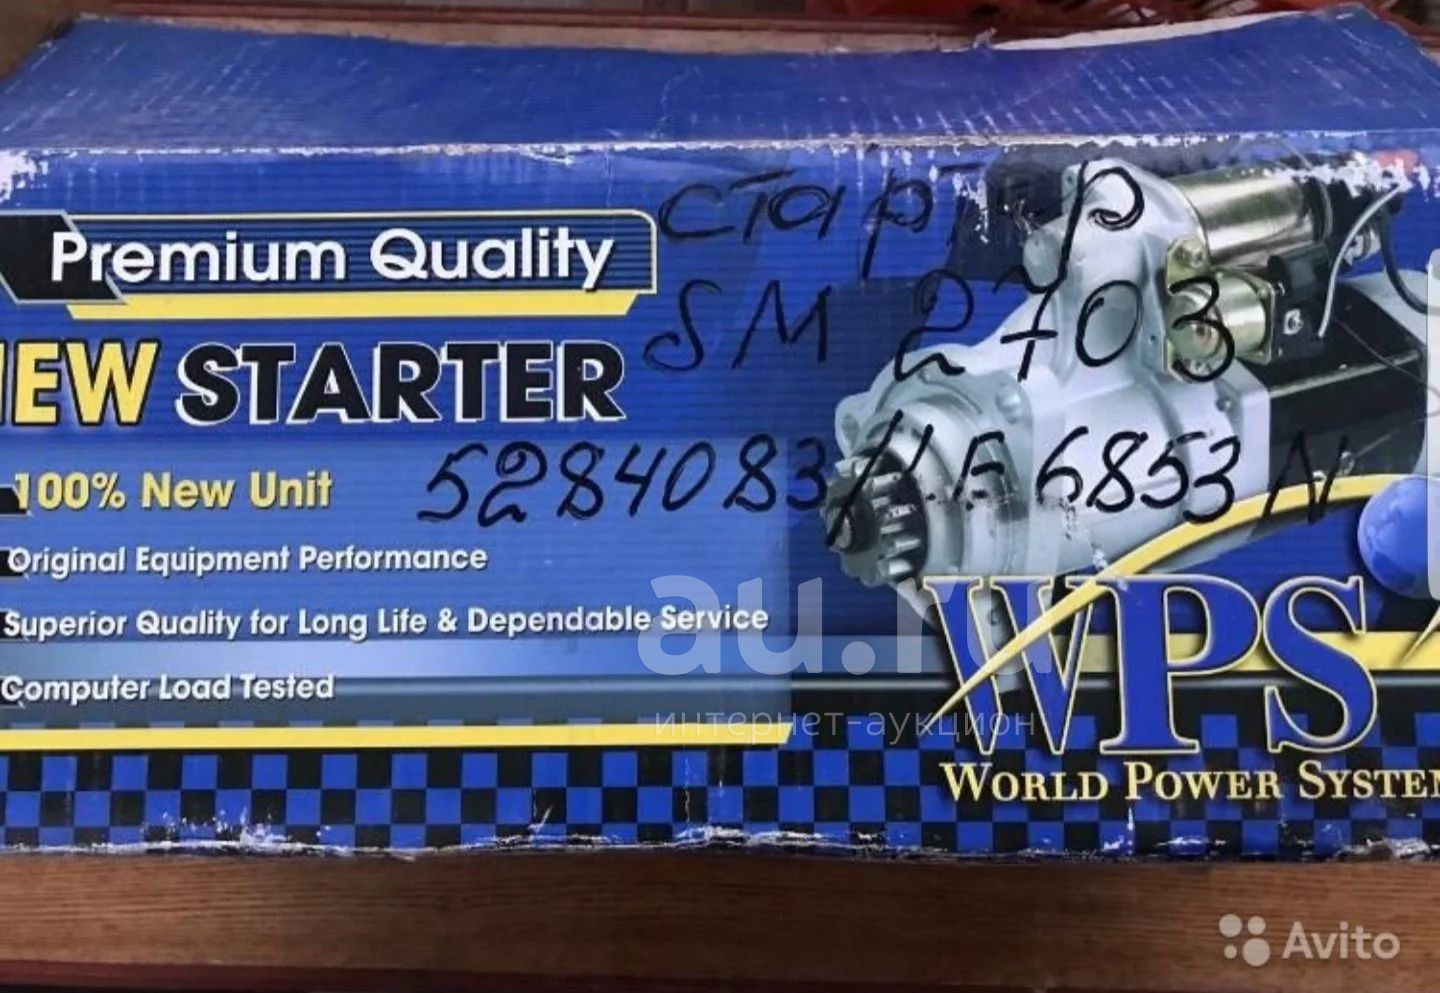 стартер
Premium Quality
SM 2703
NEW STARTER
5284083/LF6853N
100% New Unit
Original Equipment Performance
Superior Quality for Long Life & Dependable Service
Computer Load Tested
au.ru
интернет-аукцион
WPS
WORLD POWER SYSTEM
Avito